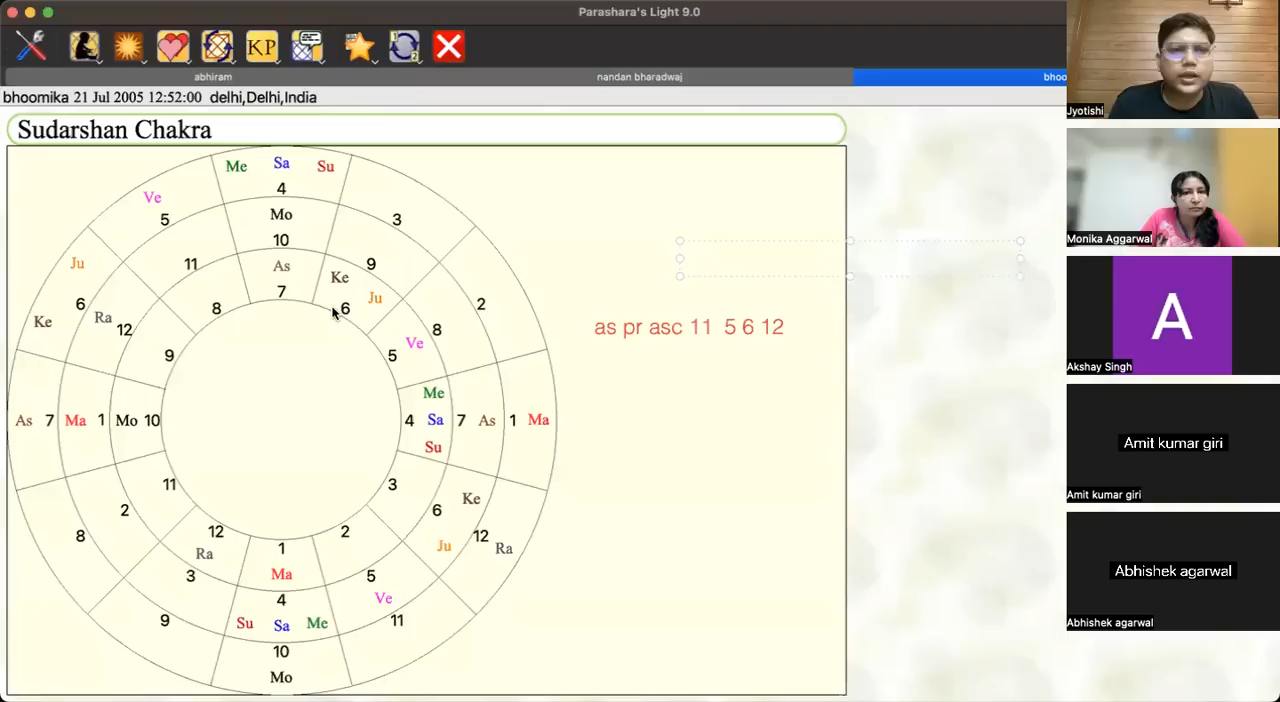 Parashara's Light 9.0
KP
1
2
abhiram
nandan bharadwaj
bhoo
bhoomika 21 Jul 2005 12:52:00 delhi,Delhi,India
Sudarshan Chakra
Me Sa Su
4
Ve
5
3
Mo
10
Ju
11
As
Ke
9
Ju
6
Ra
Ke
12
8
7
6
8
2
9
5
Ve
Me
As 7 Ma 1 Mo 10
4 Sa 7 As 1 Ma
Su
11
3
Ke
2
6
8
12
2
Ju
12
Ra
Ra
3
1
Ma
5
Ve
4
Su Sa Me
9
11
10
Mo
as pr asc 11 5 6 12
Jyotishi
Monika Aggarwal
A
Akshay Singh
Amit kumar giri
Amit kumar giri
Abhishek agarwal
Abhishek agarwal